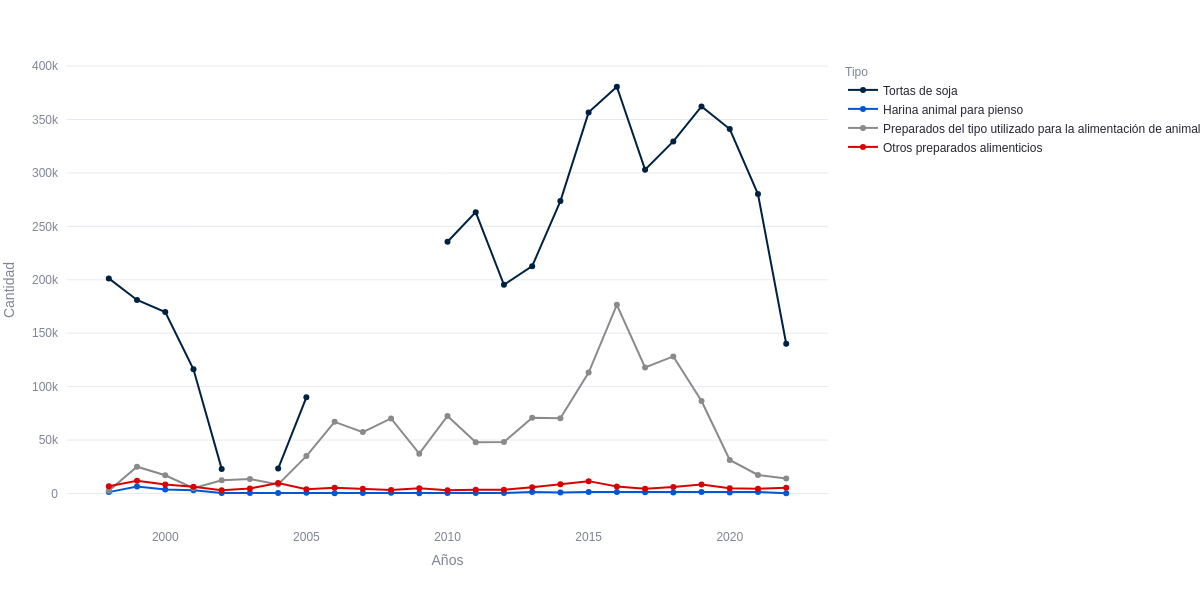 400k
350k
300k
250k
200k
150k
100k
50k
0
Cantidad
2000
2005
2010
2015
2020
Años
Tipo
Tortas de soja
Harina animal para pienso
Preparados del tipo utilizado para la alimentación de animal
Otros preparados alimenticios